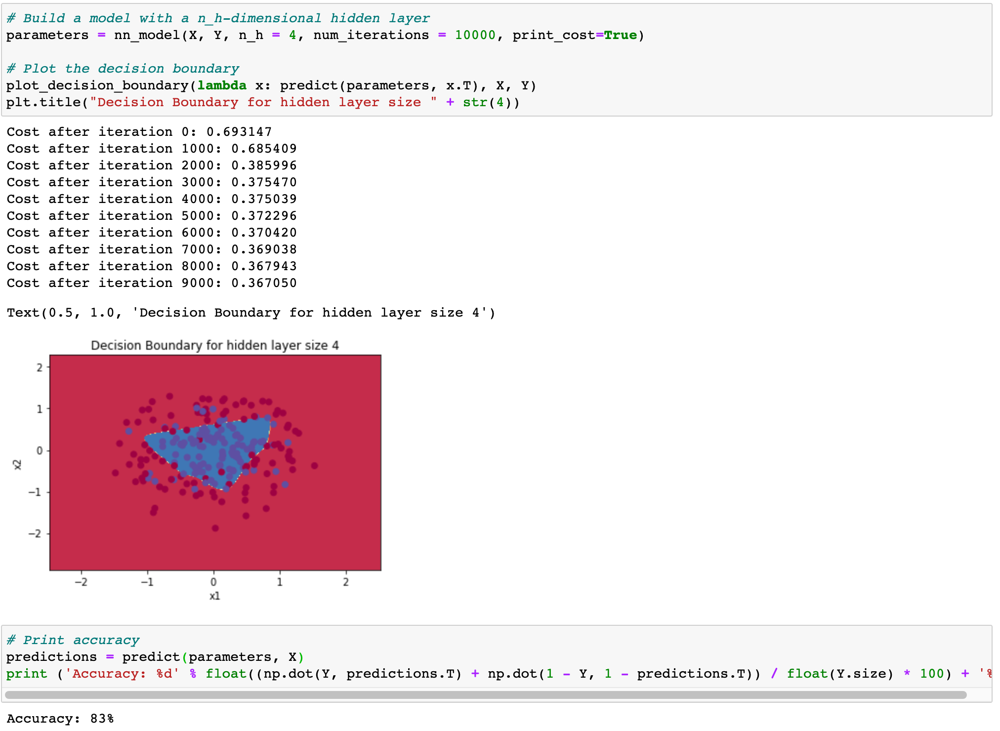 # Build a model with a n_h-dimensional hidden layer
parameters = nn_model(X, Y, n_h = 4, num_iterations = 10000, print_cost=True)
# Plot the decision boundary
plot_decision_boundary(lambda x: predict(parameters, x.T), X, Y)
plt.title("Decision Boundary for hidden layer size " + str(4))
Cost after iteration 0: 0.693147
Cost after iteration 1000: 0.685409
Cost after iteration 2000: 0.385996
Cost after iteration 3000: 0.375470
Cost after iteration 4000: 0.375039
Cost after iteration 5000: 0.372296
Cost after iteration 6000: 0.370420
Cost after iteration 7000: 0.369038
Cost after iteration 8000: 0.367943
Cost after iteration 9000: 0.367050
Text(0.5, 1.0, 'Decision Boundary for hidden layer size 4')
Decision Boundary for hidden layer size 4
2
1
0
−1
−2
x2
−2 −1 0 1 2
x1
# Print accuracy
predictions = predict(parameters, X)
print ('Accuracy: %d' % float((np.dot(Y, predictions.T) + np.dot(1 - Y, 1 - predictions.T)) / float(Y.size) * 100) + '%
Accuracy: 83%